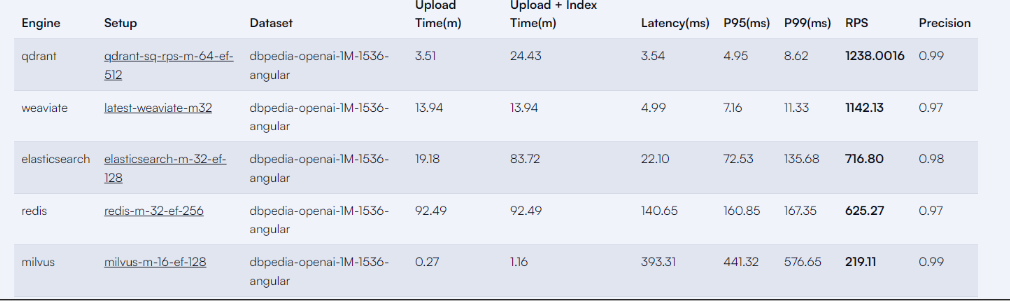 Upload Upload + Index
Engine Setup Dataset Time(m) Time(m) Latency(ms) P95(ms) P99(ms) RPS Precision
qdrant qdrant-sq-rps-m-64-ef- dbpedia-openai-1M-1536- 3.51 24.43 3.54 4.95 8.62 1238.0016 0.99
512 angular
weaviate latest-weaviate-m32 dbpedia-openai-1M-1536- 13.94 13.94 4.99 7.16 11.33 1142.13 0.97
angular
elasticsearch elasticsearch-m-32-ef- dbpedia-openai-1M-1536- 19.18 83.72 22.10 72.53 135.68 716.80 0.98
128 angular
redis redis-m-32-ef-256 dbpedia-openai-1M-1536- 92.49 92.49 140.65 160.85 167.35 625.27 0.97
angular
milvus milvus-m-16-ef-128 dbpedia-openai-1M-1536- 0.27 1.16 393.31 441.32 576.65 219.11 0.99
angular